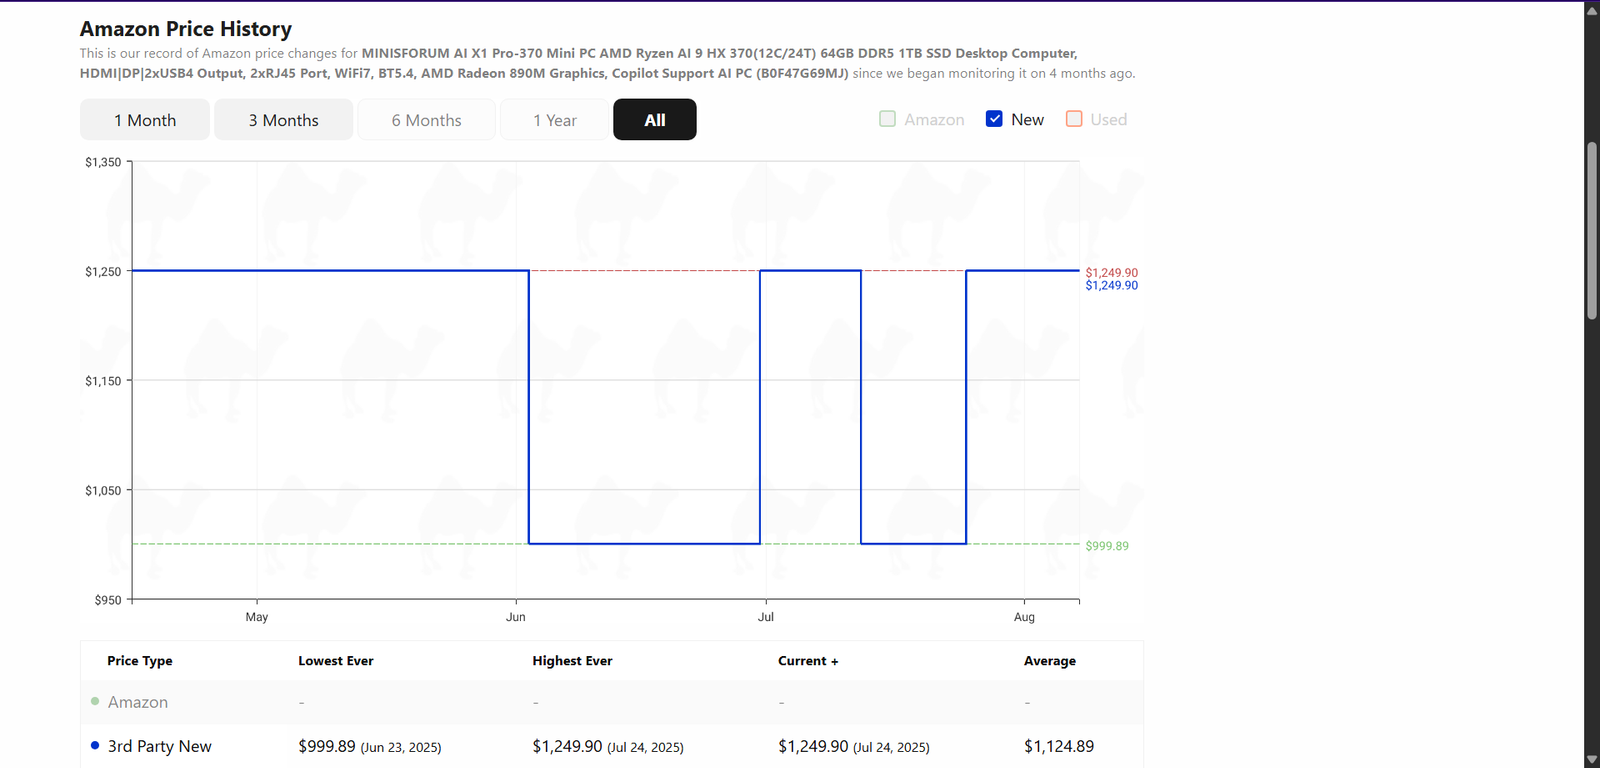 Amazon Price History
This is our record of Amazon price changes for MINISFORUM AI X1 Pro-370 Mini PC AMD Ryzen AI 9 HX 370(12C/24T) 64GB DDR5 1TB SSD Desktop Computer,
HDMI|DP|2xUSB4 Output, 2xRJ45 Port, WiFi7, BT5.4, AMD Radeon 890M Graphics, Copilot Support AI PC (B0F47G69MJ) since we began monitoring it on 4 months ago.
1 Month 3 Months 6 Months 1 Year All Amazon New Used
$1,350
$1,250
$1,249.90
$1,249.90
$1,150
$1,050
$999.89
$950
May Jun Jul Aug
Price Type Lowest Ever Highest Ever Current + Average
Amazon - - - -
3rd Party New $999.89 (Jun 23, 2025) $1,249.90 (Jul 24, 2025) $1,249.90 (Jul 24, 2025) $1,124.89